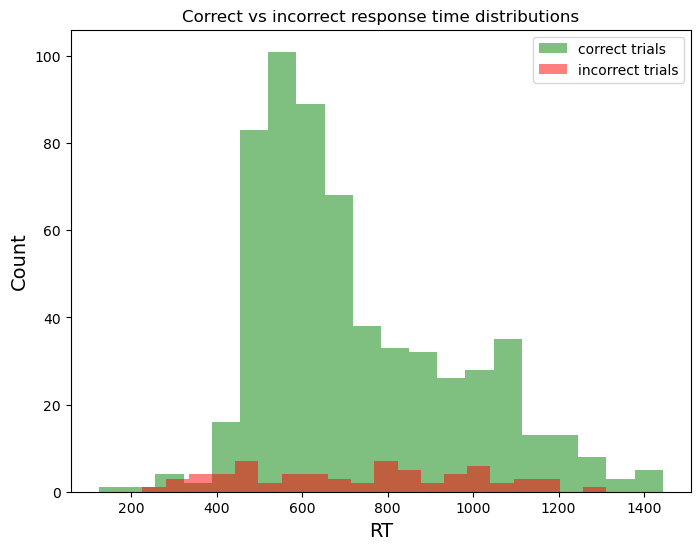 Correct vs incorrect response time distributions
correct trials
incorrect trials
100
80
60
40
20
0
Count
200
400
600
800
1000
1200
1400
RT